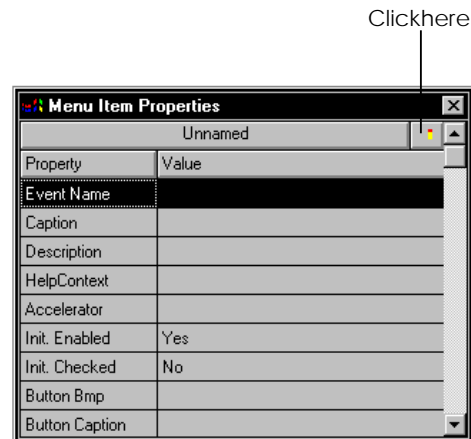 Clickhere
Menu Item Properties
Unnamed
Property Value
Event Name
Caption
Description
HelpContext
Accelerator
Init. Enabled Yes
Init. Checked No
Button Bmp
Button Caption